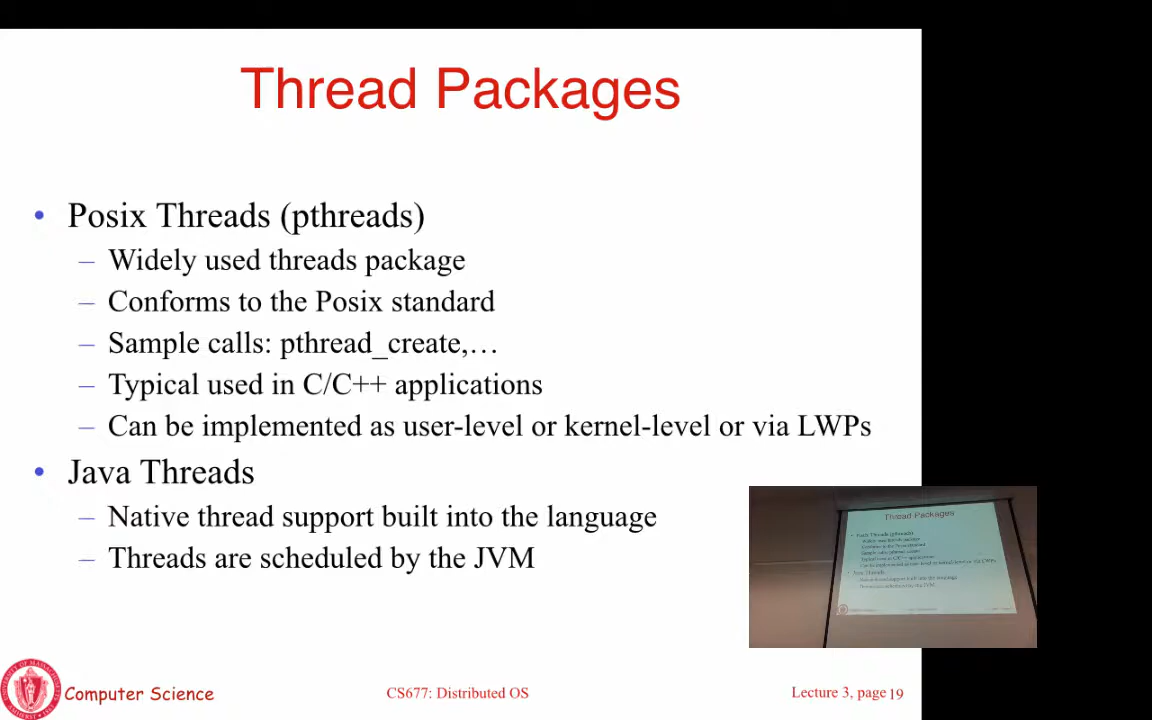 Thread Packages
• Posix Threads (pthreads)
– Widely used threads package
– Conforms to the Posix standard
– Sample calls: pthread_create,…
– Typical used in C/C++ applications
– Can be implemented as user-level or kernel-level or via LWPs
• Java Threads
– Native thread support built into the language
– Threads are scheduled by the JVM
Thread Packages
Computer Science
CS677: Distributed OS
Lecture 3, page 19